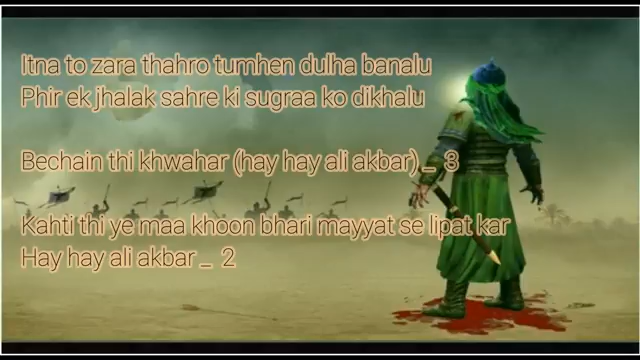 Itna to zara thahro tumhen dulha banalu
Phir ek jhalak sahre ki sugraa ko dikhalu
Bechain thi khwahar (hay hay ali akbar) _ 3
Kahti thi ye maa khoon bhari mayyat se lipat kar
Hay hay ali akbar _ 2